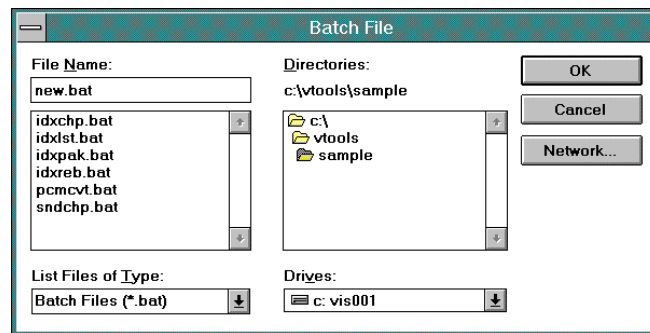 Batch File
File Name:
new.bat
idxchp.bat
idxlst.bat
idxpak.bat
idxreb.bat
pcmcvt.bat
sndchp.bat
List Files of Type:
Batch Files (*.bat)
Directories:
c:\vtools\sample
c:\
vtools
sample
Drives:
c: vis001
OK
Cancel
Network...